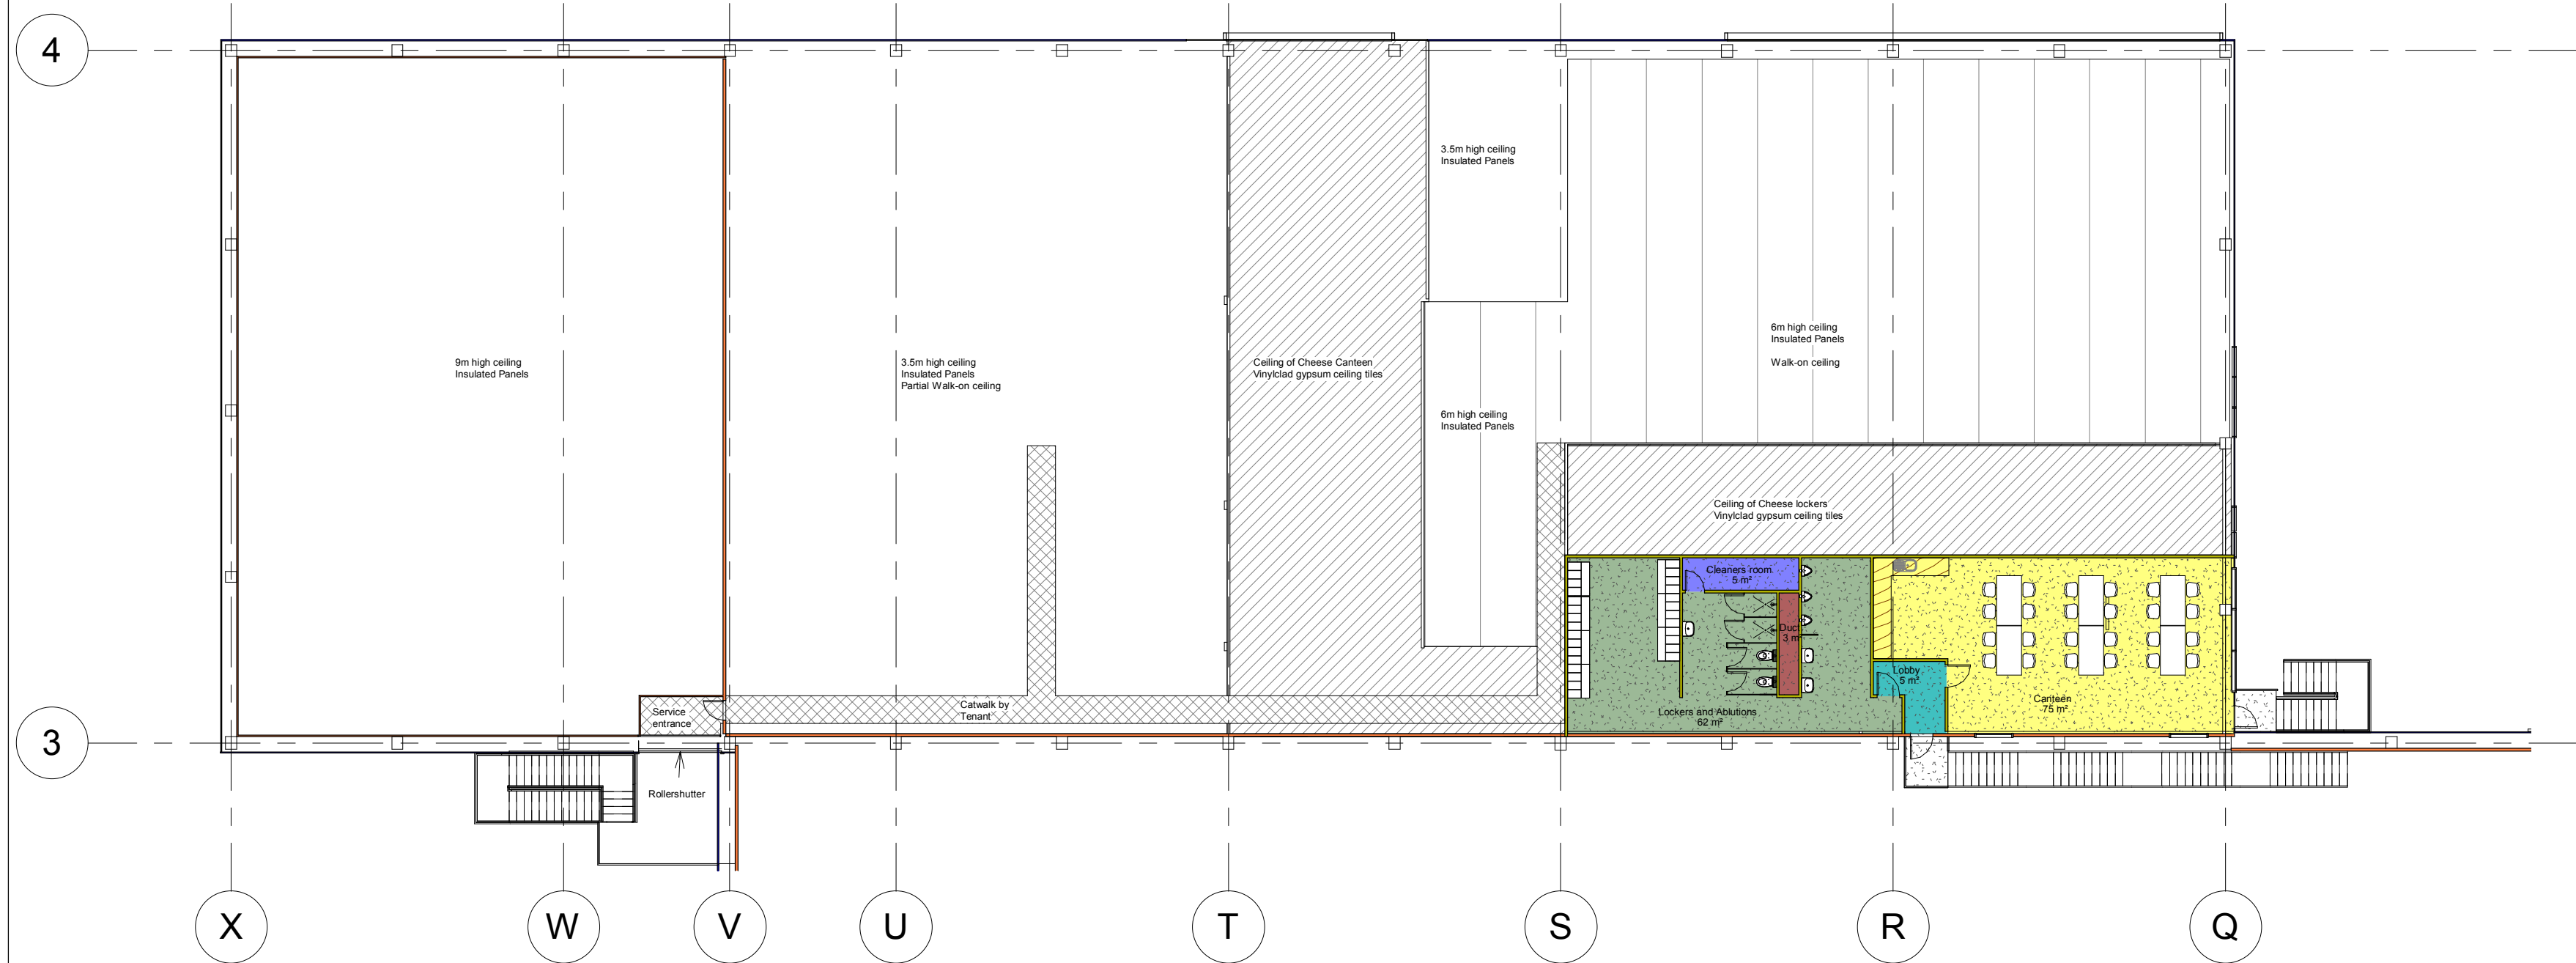 4
3.5m high ceiling
Insulated Panels
9m high ceiling
Insulated Panels
3.5m high ceiling
Insulated Panels
Partial Walk-on ceiling
Ceiling of Cheese Canteen
Vinylclad gypsum ceiling tiles
6m high ceiling
Insulated Panels
6m high ceiling
Insulated Panels
Walk-on ceiling
Ceiling of Cheese lockers
Vinylclad gypsum ceiling tiles
Cleaners room
5 m²
Duct
3 m
Lobby
5 m²
Canteen
75 m²
Lockers and Ablutions
62 m²
Service
entrance
Catwalk by
Tenant
3
Rollershutter
X
W
V
U
T
S
R
Q